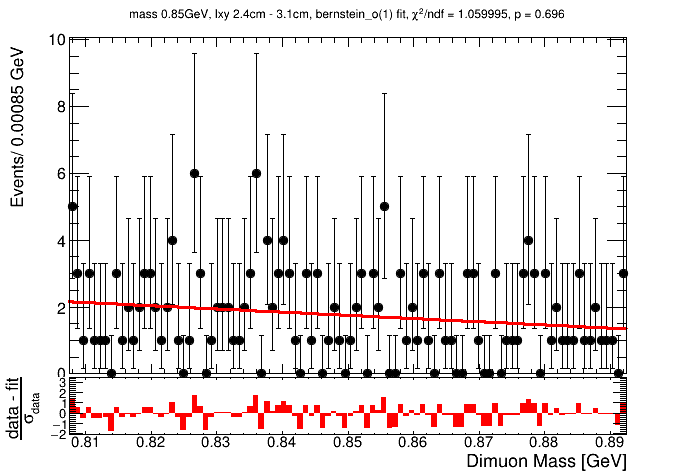 mass 0.85GeV, lxy 2.4cm - 3.1cm, bernstein_o(1) fit, χ²/ndf = 1.059995, p = 0.696
Events/ 0.00085 GeV
10
8
6
4
2
0
data - fit
σdata
3
2
1
0
−1
−2
0.81 0.82 0.83 0.84 0.85 0.86 0.87 0.88 0.89
Dimuon Mass [GeV]